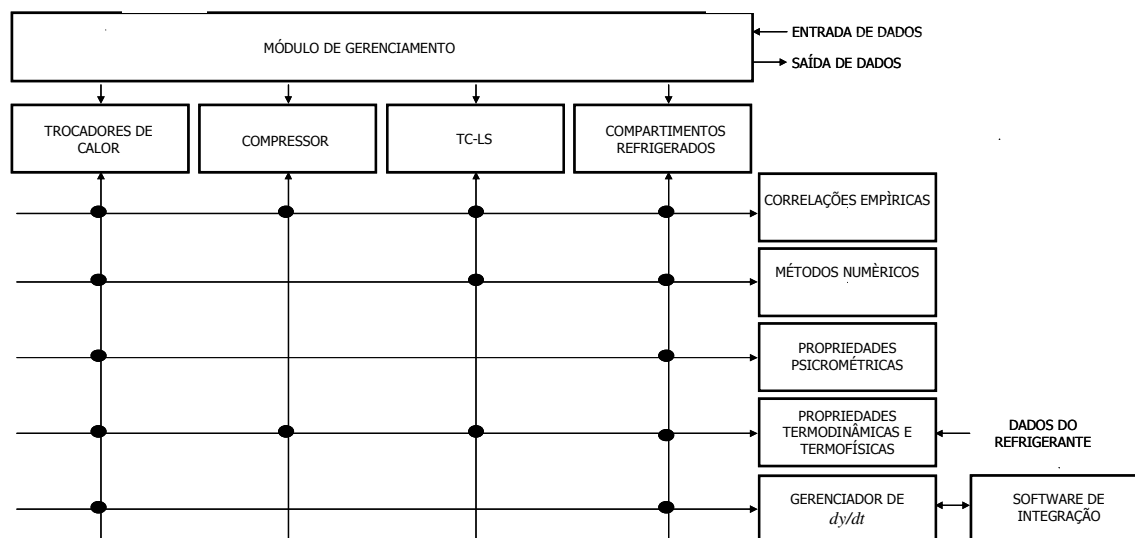 MÓDULO DE GERENCIAMENTO
ENTRADA DE DADOS
SAÍDA DE DADOS
TROCADORES DE
CALOR
COMPRESSOR
TC-LS
COMPARTIMENTOS
REFRIGERADOS
CORRELAÇÕES EMPÌRICAS
MÉTODOS NUMÈRICOS
PROPRIEDADES
PSICROMÉTRICAS
PROPRIEDADES
TERMODINÂMICAS E
TERMOFÍSICAS
DADOS DO
REFRIGERANTE
GERENCIADOR DE
dy/dt
SOFTWARE DE
INTEGRAÇÃO